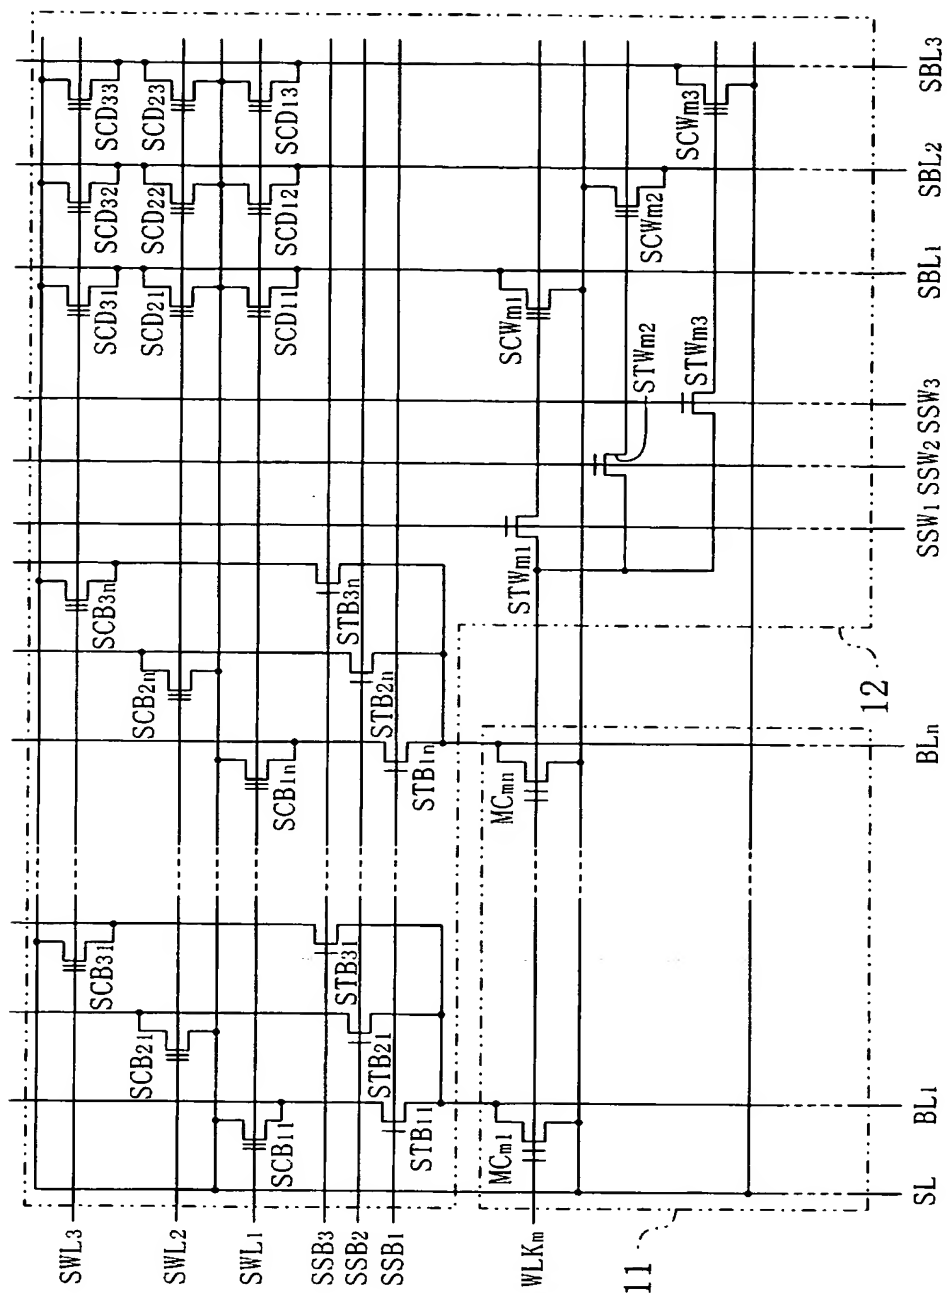 SWL3
SWL2
SWL1
SSB3
SSB2
SSB1
WLKm
11
SCB31
SCB21
SCB11
STB31
STB21
STB11
MCm1
SCB3n
SCB2n
SCB1n
STB3n
STB2n
STB1n
MCmn
STWm1
STWm2
STWm3
SCD31
SCD21
SCD11
SCWm1
SCD32
SCD22
SCD12
SCWm2
SCD33
SCD23
SCD13
SCWm3
12
SL
BL1
BLn
SSW1
SSW2
SSW3
SBL1
SBL2
SBL3